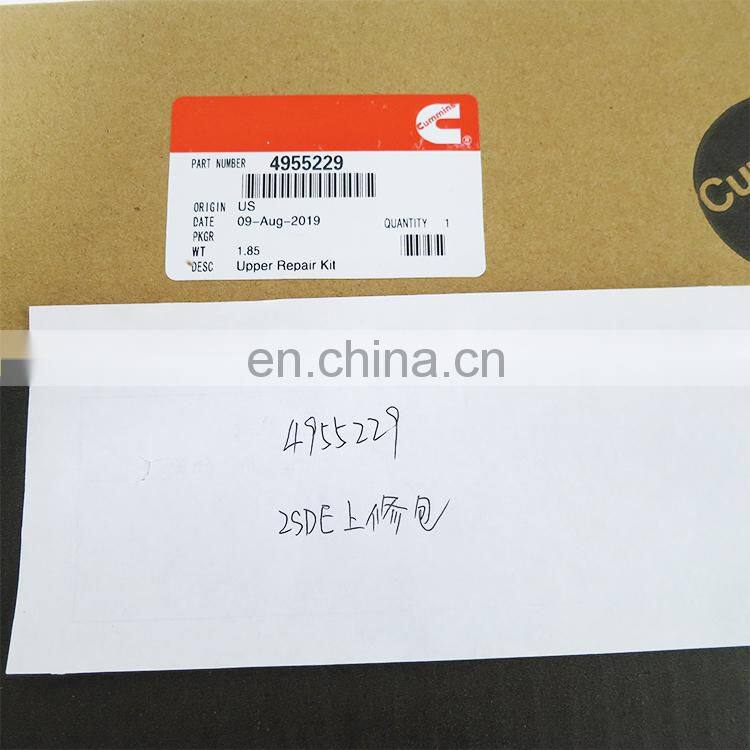 Cummins
®
PART NUMBER 4955229
ORIGIN US
DATE 09-Aug-2019
QUANTITY 1
PKGR
WT 1.85
DESC Upper Repair Kit
Cu
en.china.cn
4955229
2SDE上修包